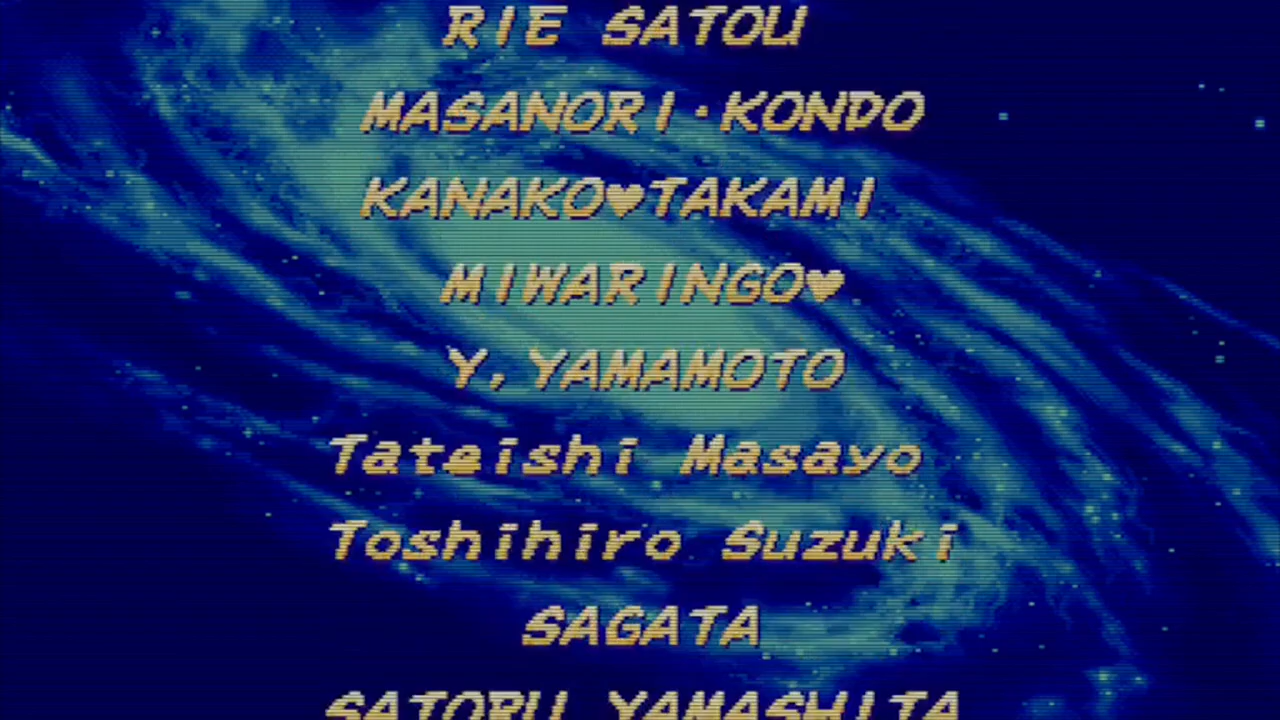 RIE SATOU
MASANORI·KONDO
KANAKO♥TAKAMI
MIWARINGO♥
Y,YAMAMOTO
Tateishi Masayo
Toshihiro Suzuki
SAGATA
SATORU YAMASHITA